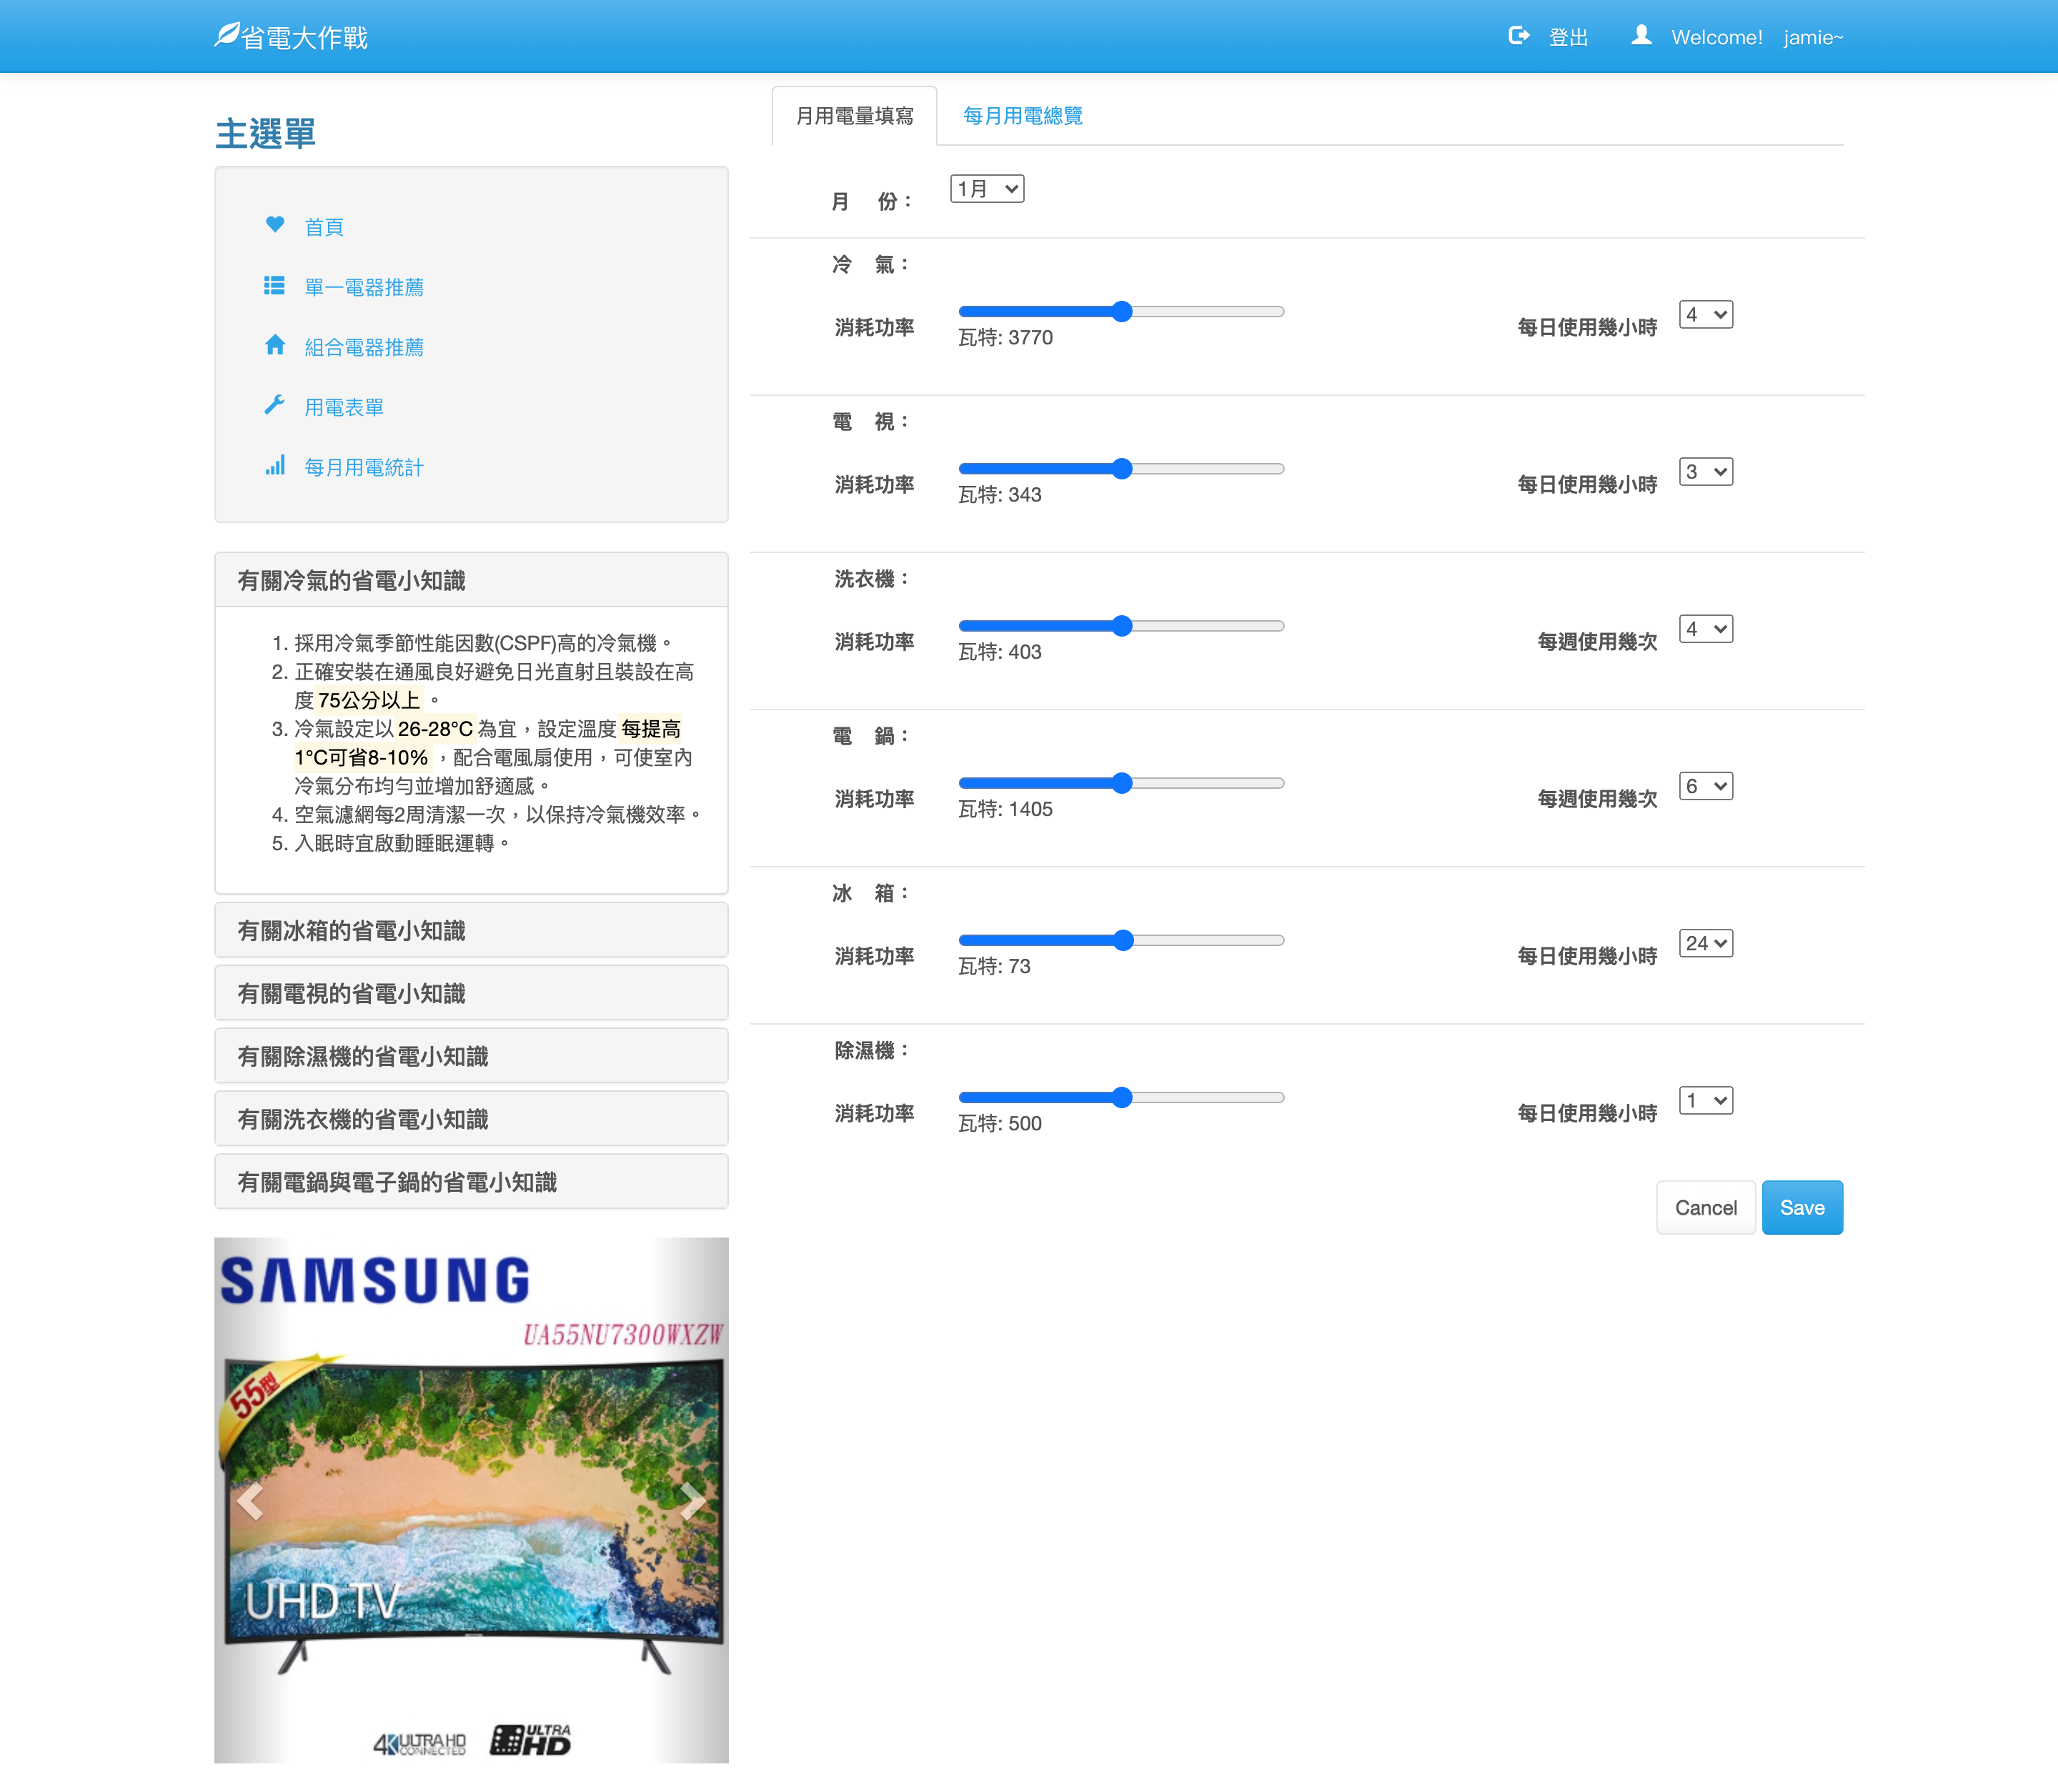 省電大作戰
登出
Welcome! jamie~
主選單
首頁
單一電器推薦
組合電器推薦
用電表單
每月用電統計
有關冷氣的省電小知識
1. 採用冷氣季節性能因數(CSPF)高的冷氣機。
2. 正確安裝在通風良好避免日光直射且裝設在高
度 75公分以上 。
3. 冷氣設定以 26-28°C 為宜，設定溫度 每提高
1°C可省8-10% ，配合電風扇使用，可使室內
冷氣分布均勻並增加舒適感。
4. 空氣濾網每2周清潔一次，以保持冷氣機效率。
5. 入眠時宜啟動睡眠運轉。
有關冰箱的省電小知識
有關電視的省電小知識
有關除濕機的省電小知識
有關洗衣機的省電小知識
有關電鍋與電子鍋的省電小知識
SAMSUNG
UA55NU7300WXZW
55型
UHD TV
4K ULTRA HD
CONNECTED
ULTRA
HD
月用電量填寫
每月用電總覽
月 份：
1月
冷 氣：
消耗功率
瓦特: 3770
每日使用幾小時
4
電 視：
消耗功率
瓦特: 343
每日使用幾小時
3
洗衣機：
消耗功率
瓦特: 403
每週使用幾次
4
電 鍋：
消耗功率
瓦特: 1405
每週使用幾次
6
冰 箱：
消耗功率
瓦特: 73
每日使用幾小時
24
除濕機：
消耗功率
瓦特: 500
每日使用幾小時
1
Cancel
Save